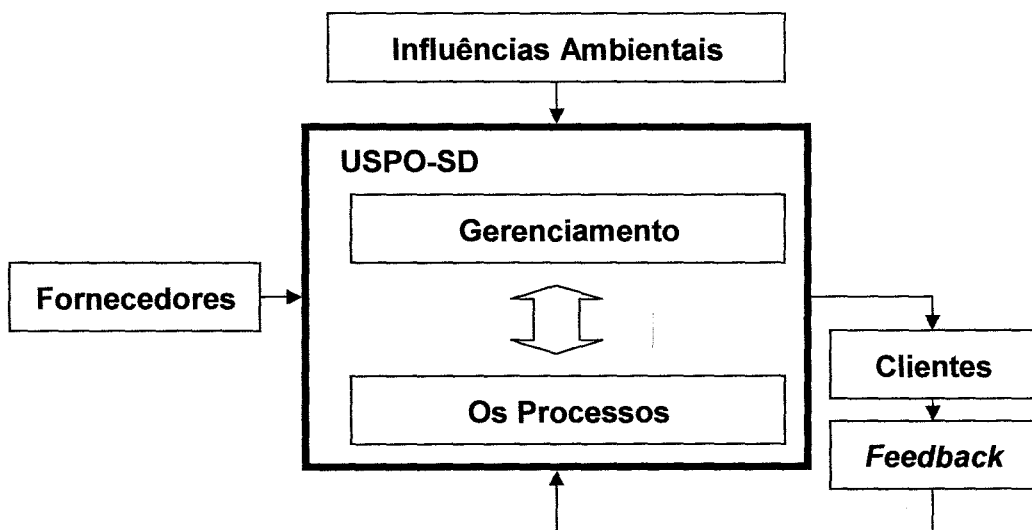 Influências Ambientais
USPO-SD
Gerenciamento
Fornecedores
Os Processos
Clientes
Feedback